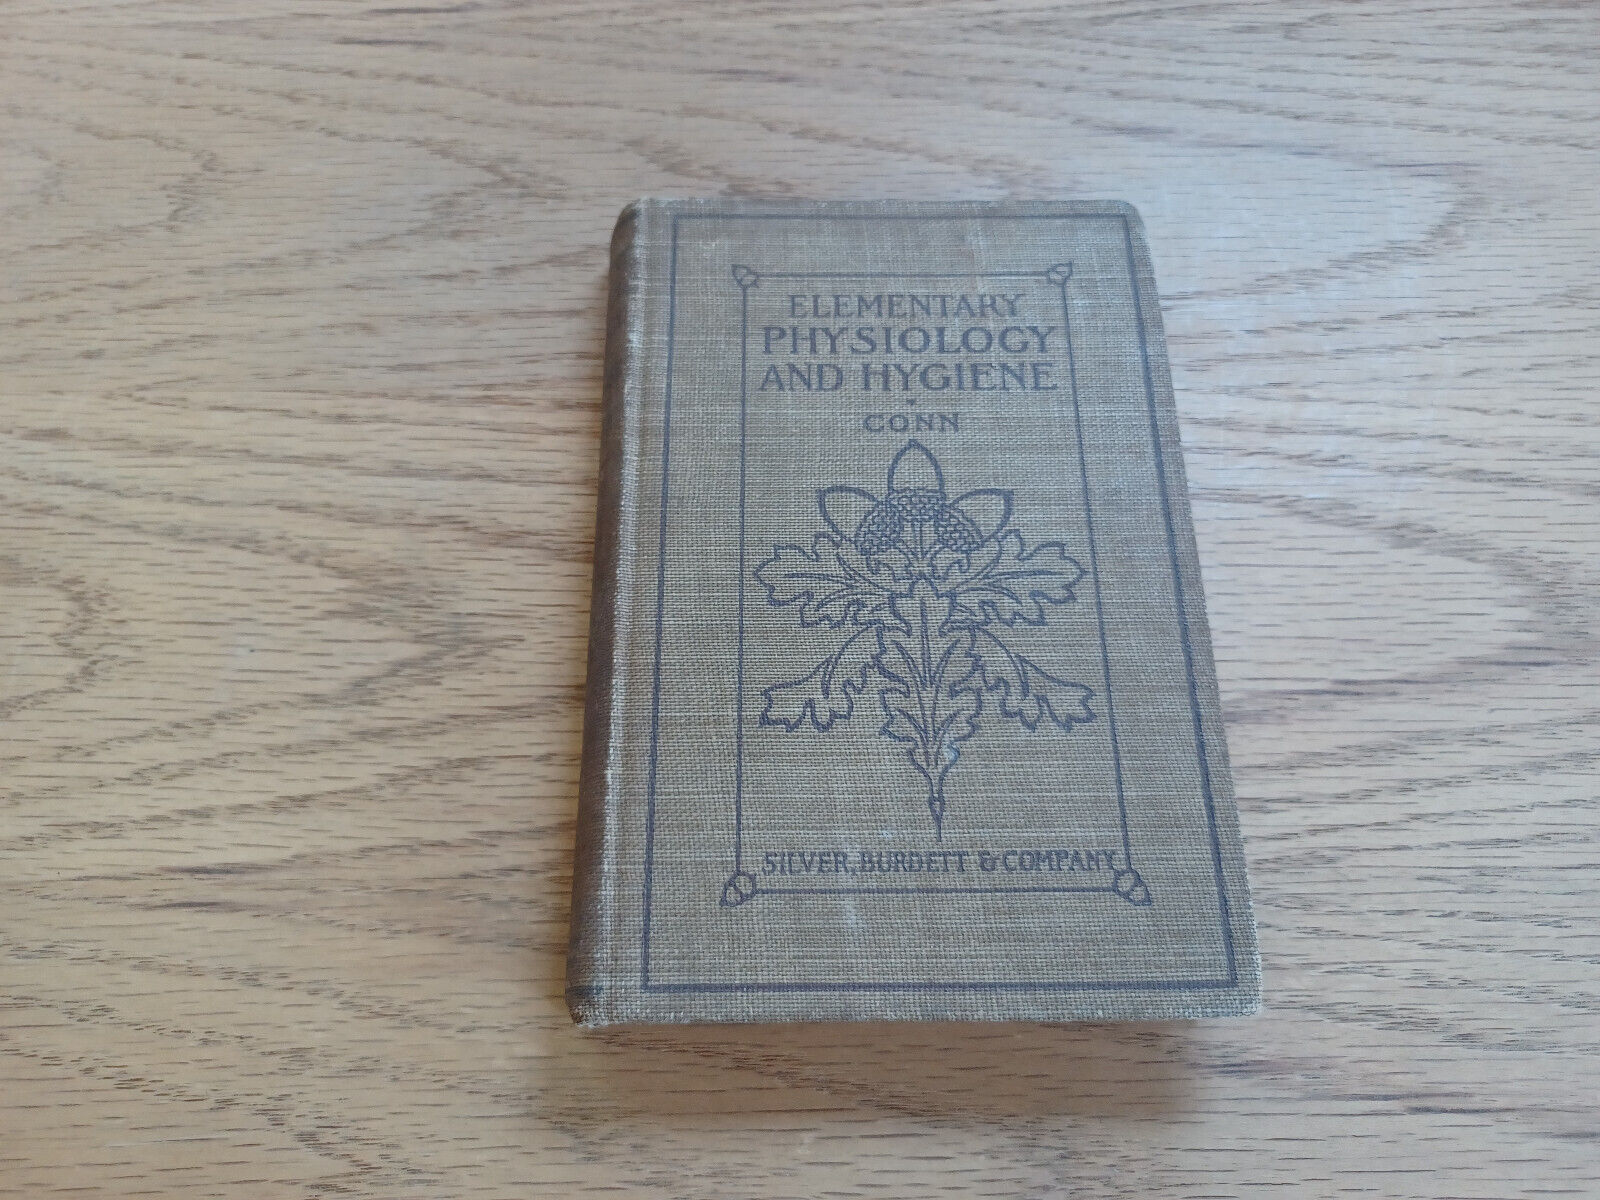 ELEMENTARY
PHYSIOLOGY
AND HYGIENE
CONN
SILVER, BURDETT & COMPANY